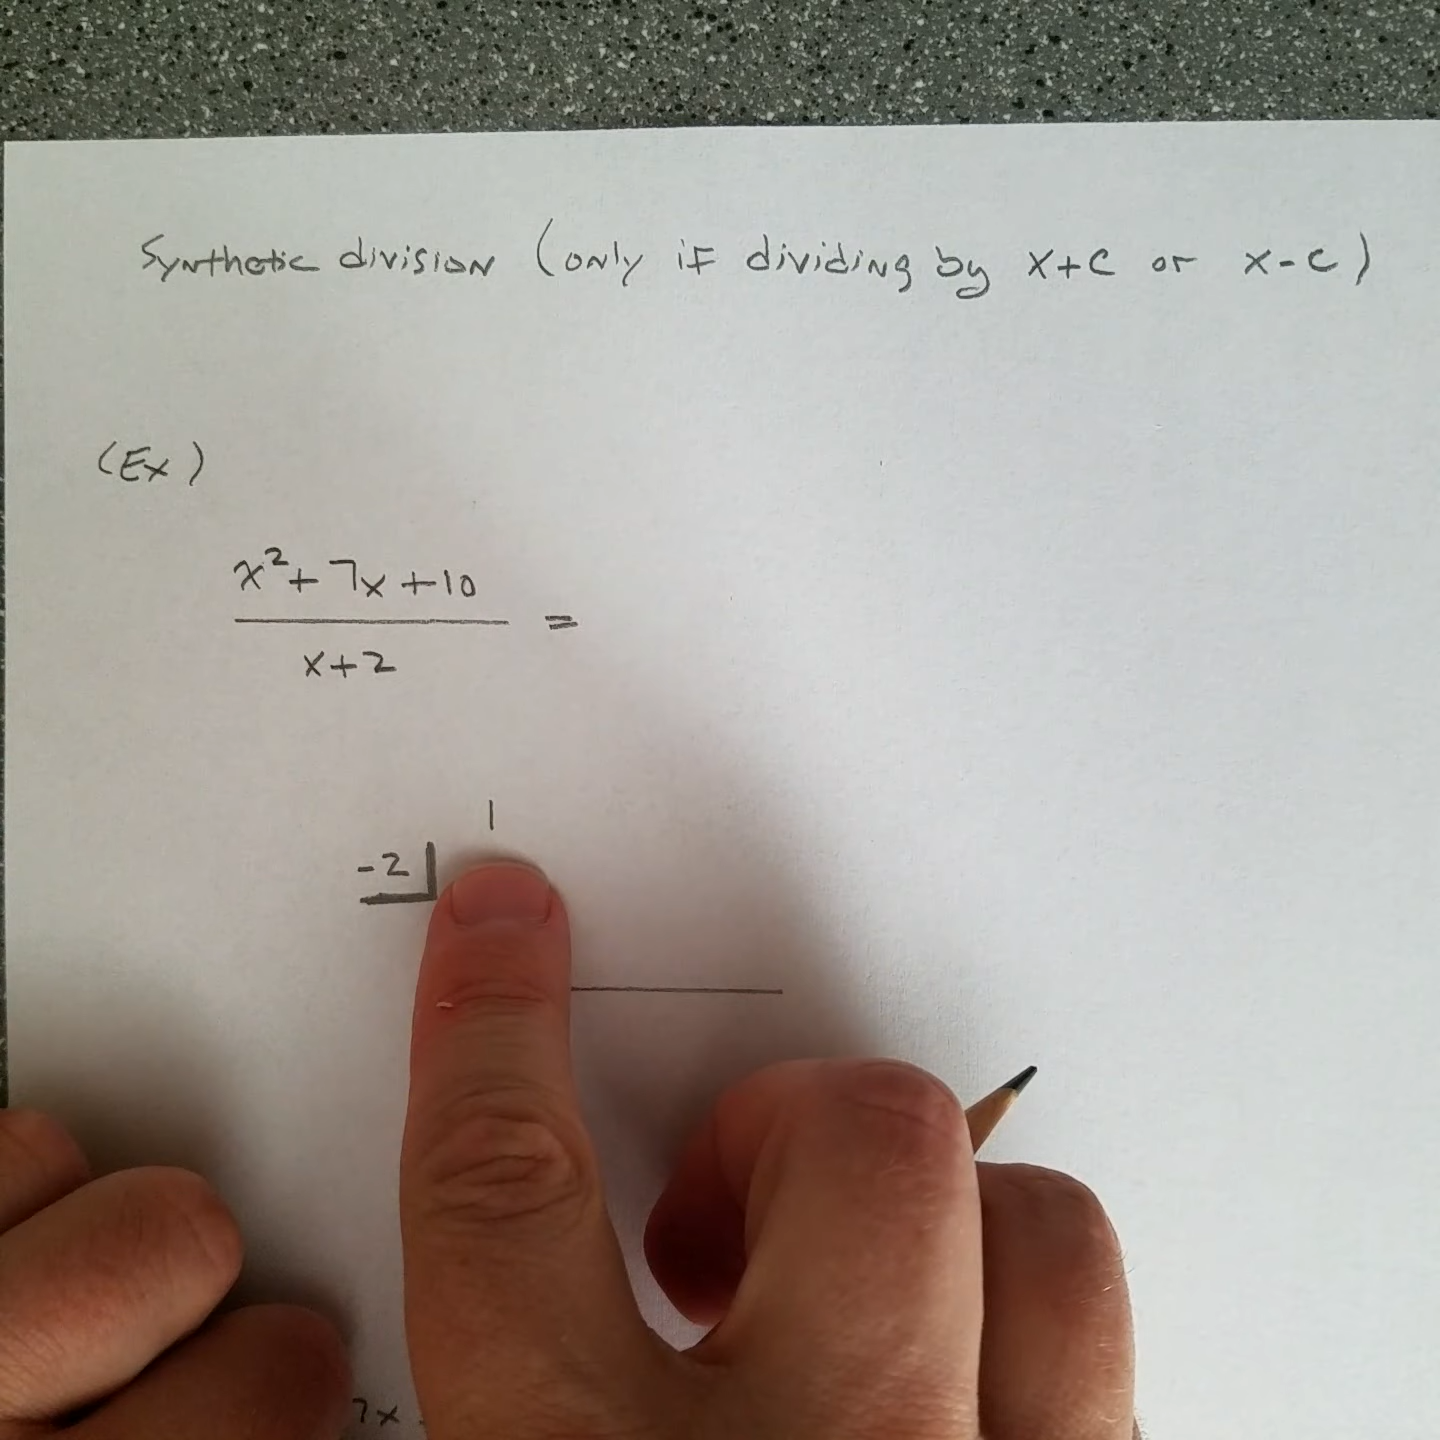 Synthetic division (only if dividing by x+c or x-c)
(Ex)
x²+7x+10
x+2
=
1
-2
7x